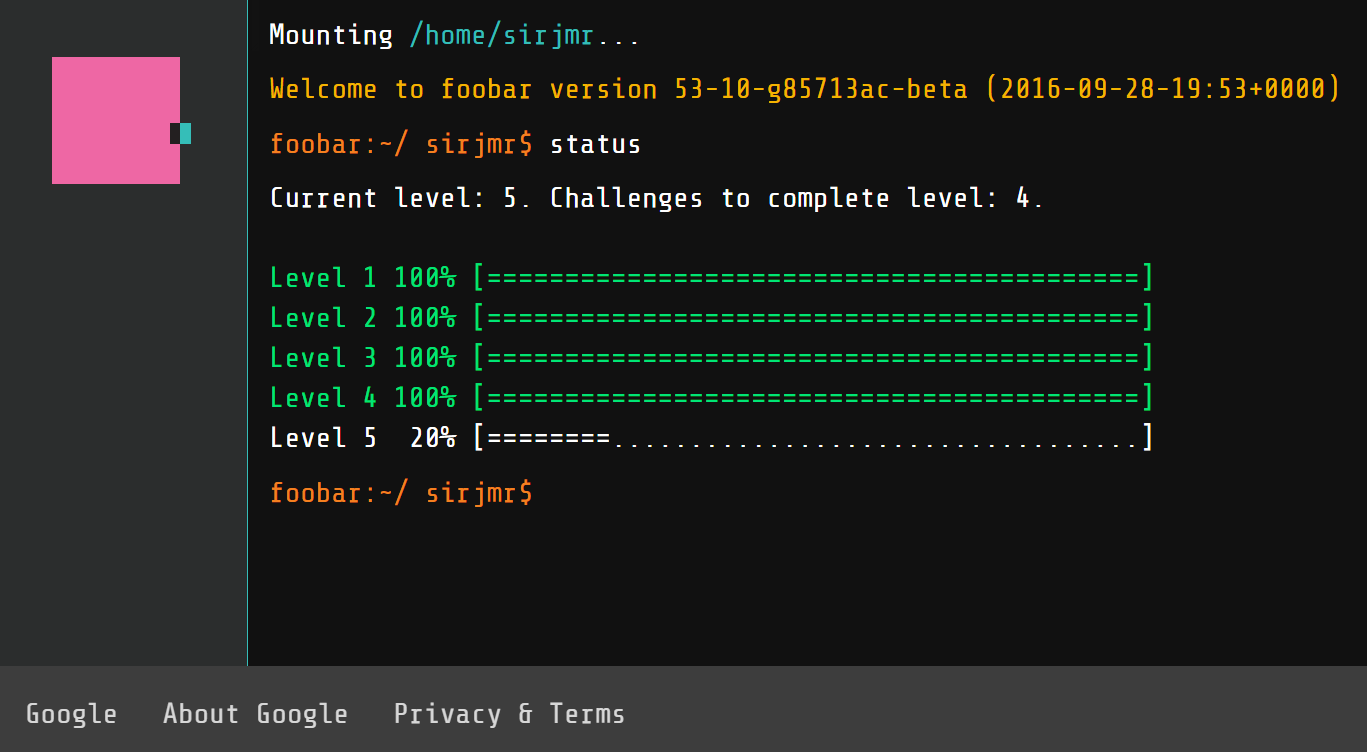 Mounting /home/sirjmr...
Welcome to foobar version 53-10-g85713ac-beta (2016-09-28-19:53+0000)
foobar:~/ sirjmr$ status
Current level: 5. Challenges to complete level: 4.
Level 1 100% [==========================================]
Level 2 100% [==========================================]
Level 3 100% [==========================================]
Level 4 100% [==========================================]
Level 5  20% [========..................................]
foobar:~/ sirjmr$
Google About Google Privacy & Terms